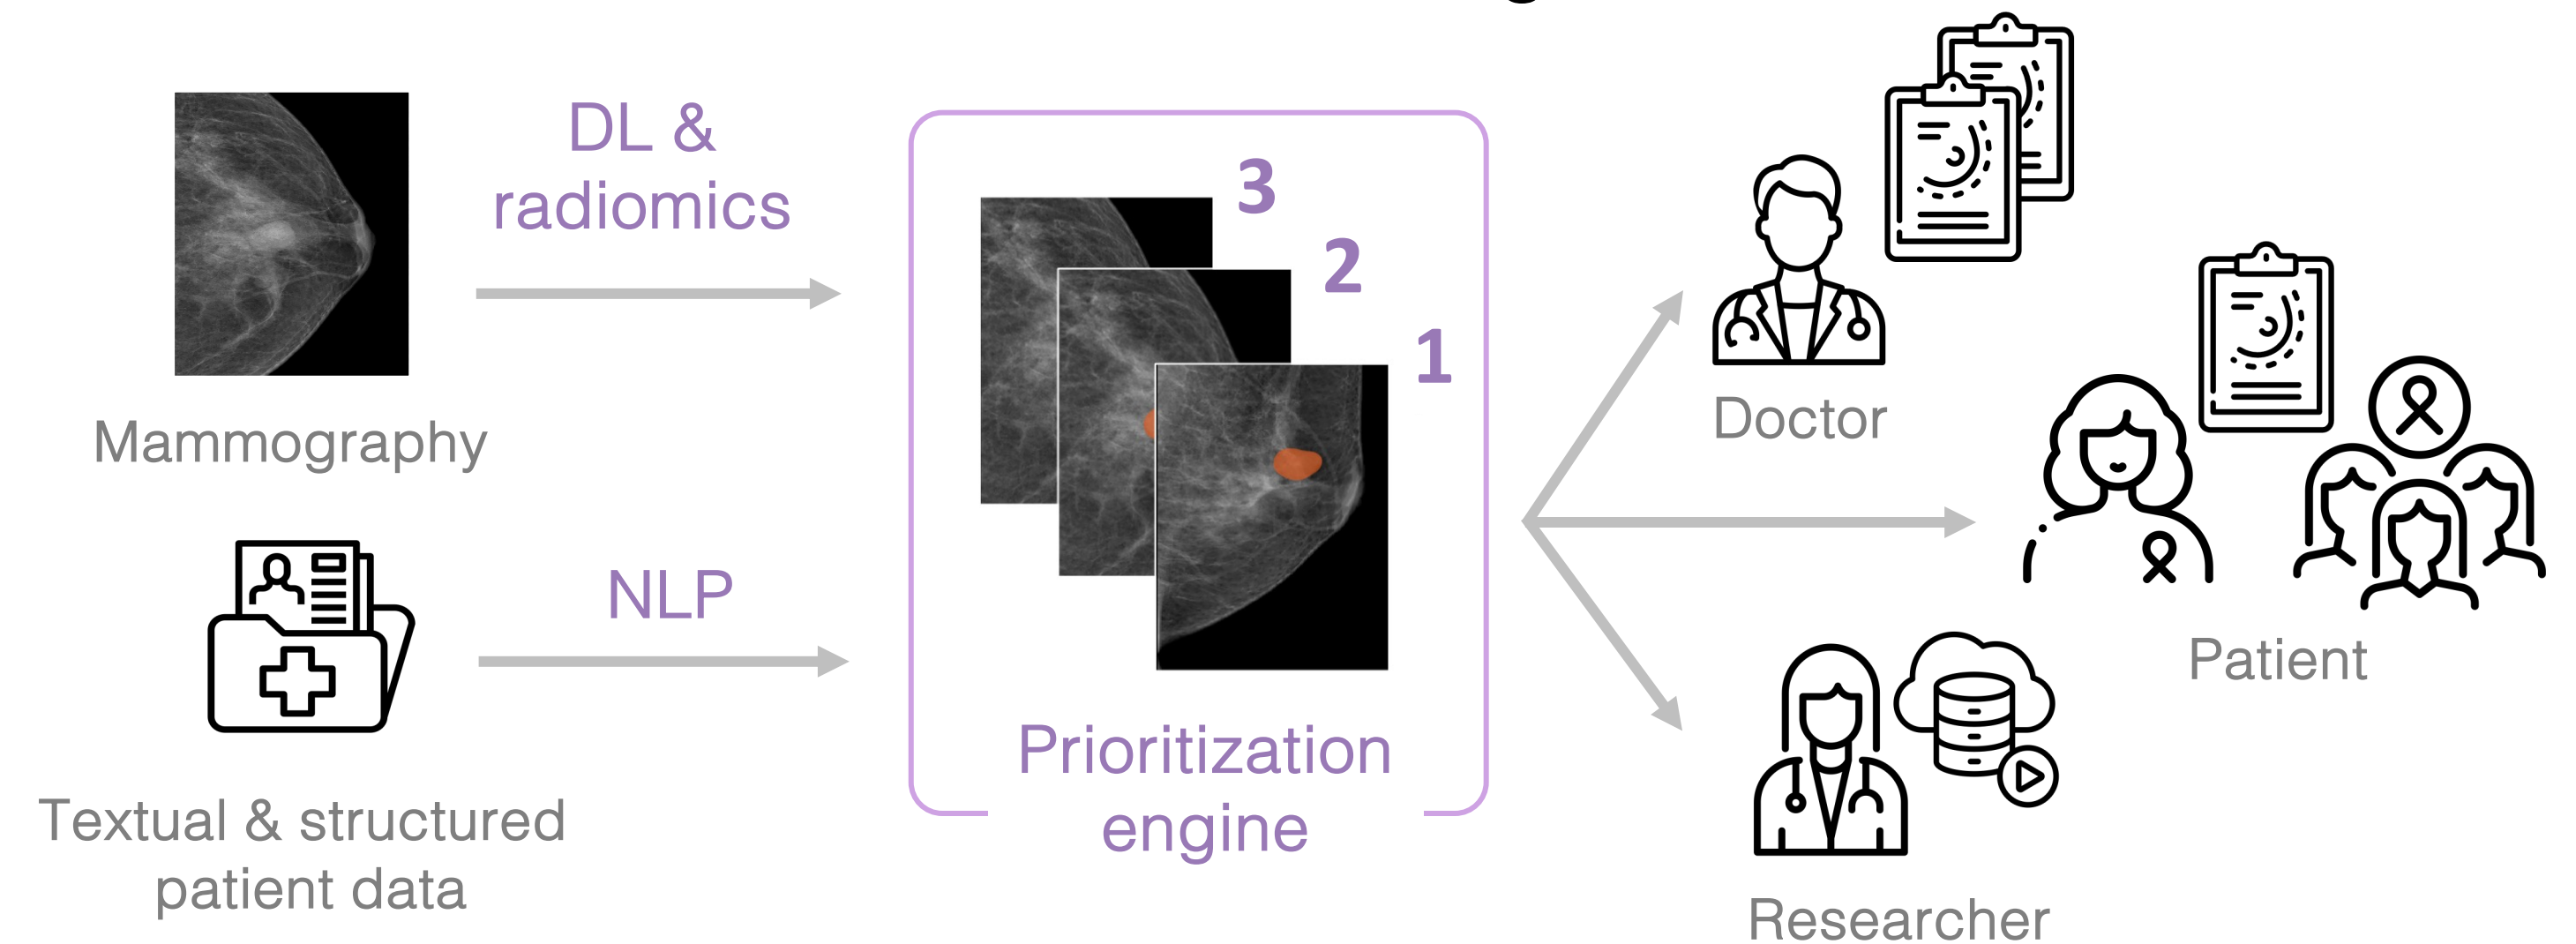 DL &
radiomics
Mammography
NLP
Textual & structured
patient data
3
2
1
Prioritization
engine
Doctor
Patient
Researcher